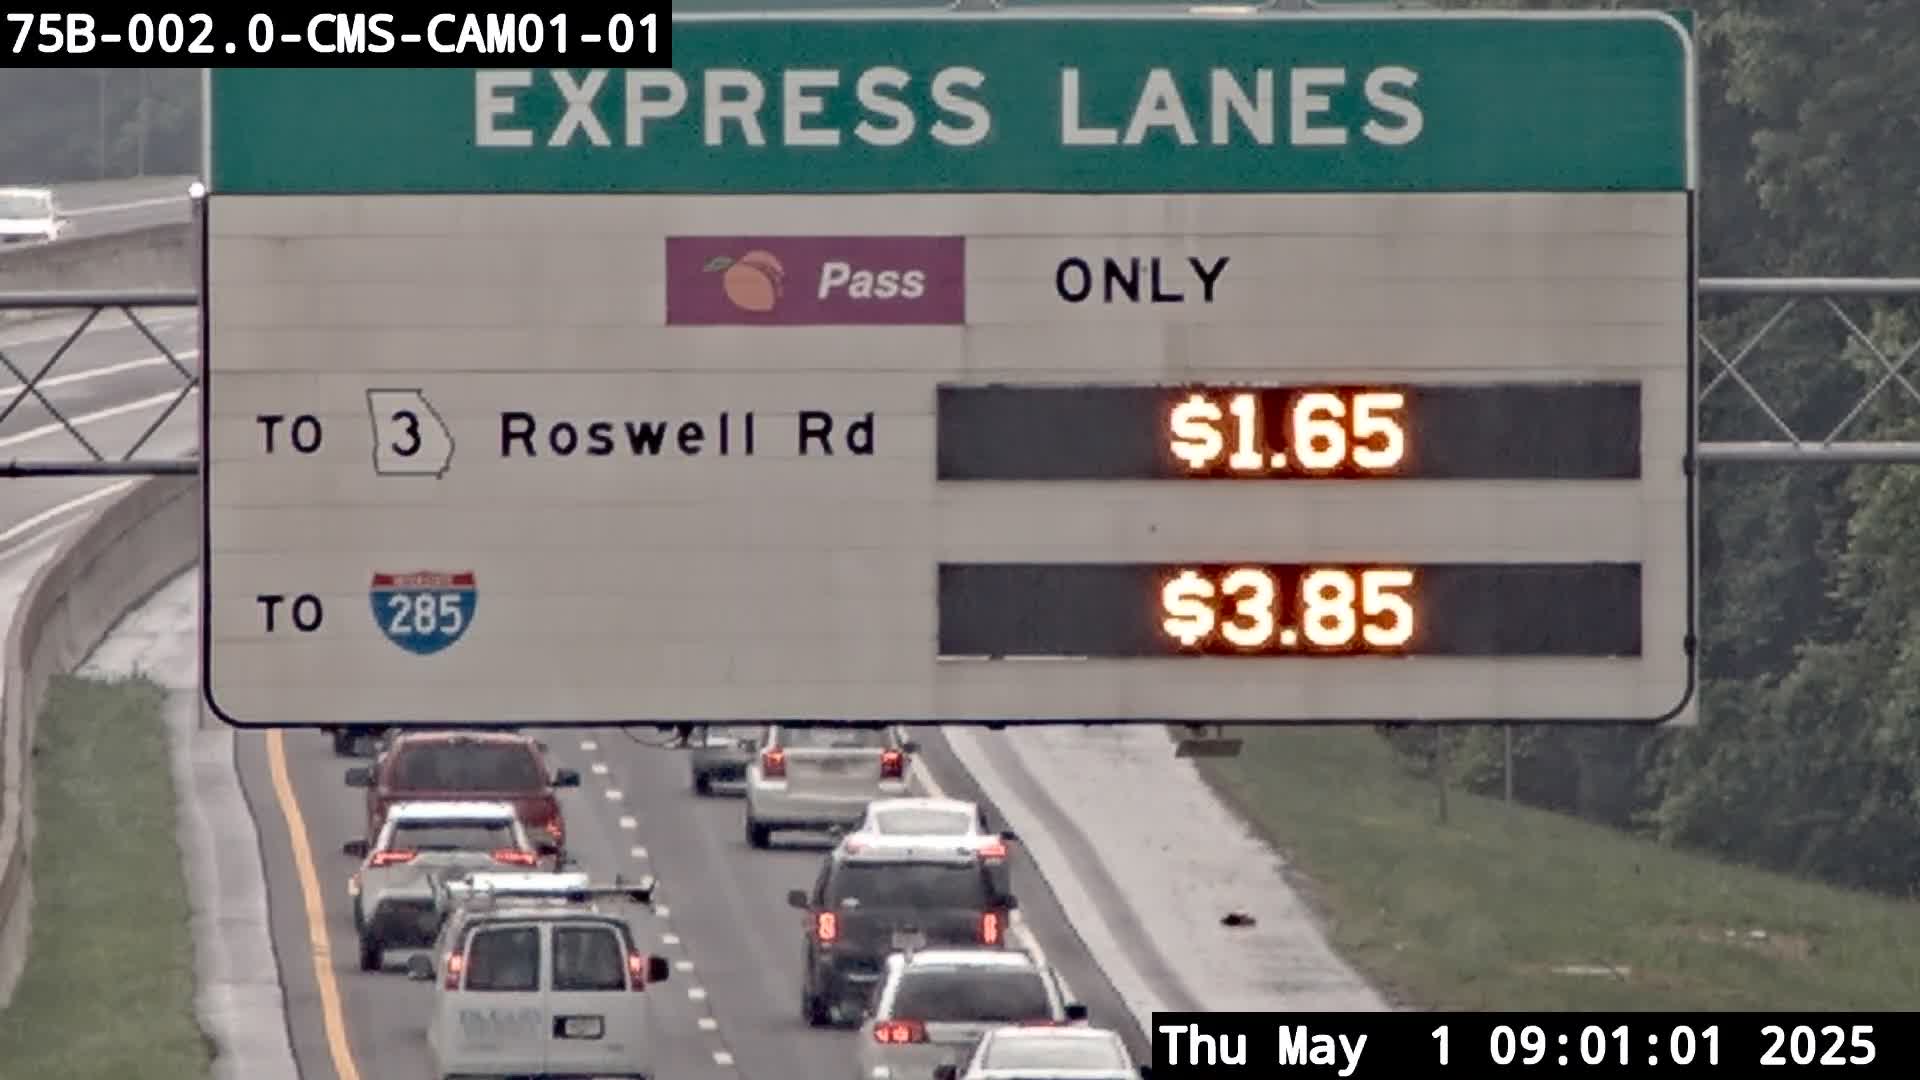 75B-002.0-CMS-CAM01-01
EXPRESS LANES
Pass ONLY
TO 3 Roswell Rd $1.65
INTERSTATE
TO 285 $3.85
Thu May 1 09:01:01 2025